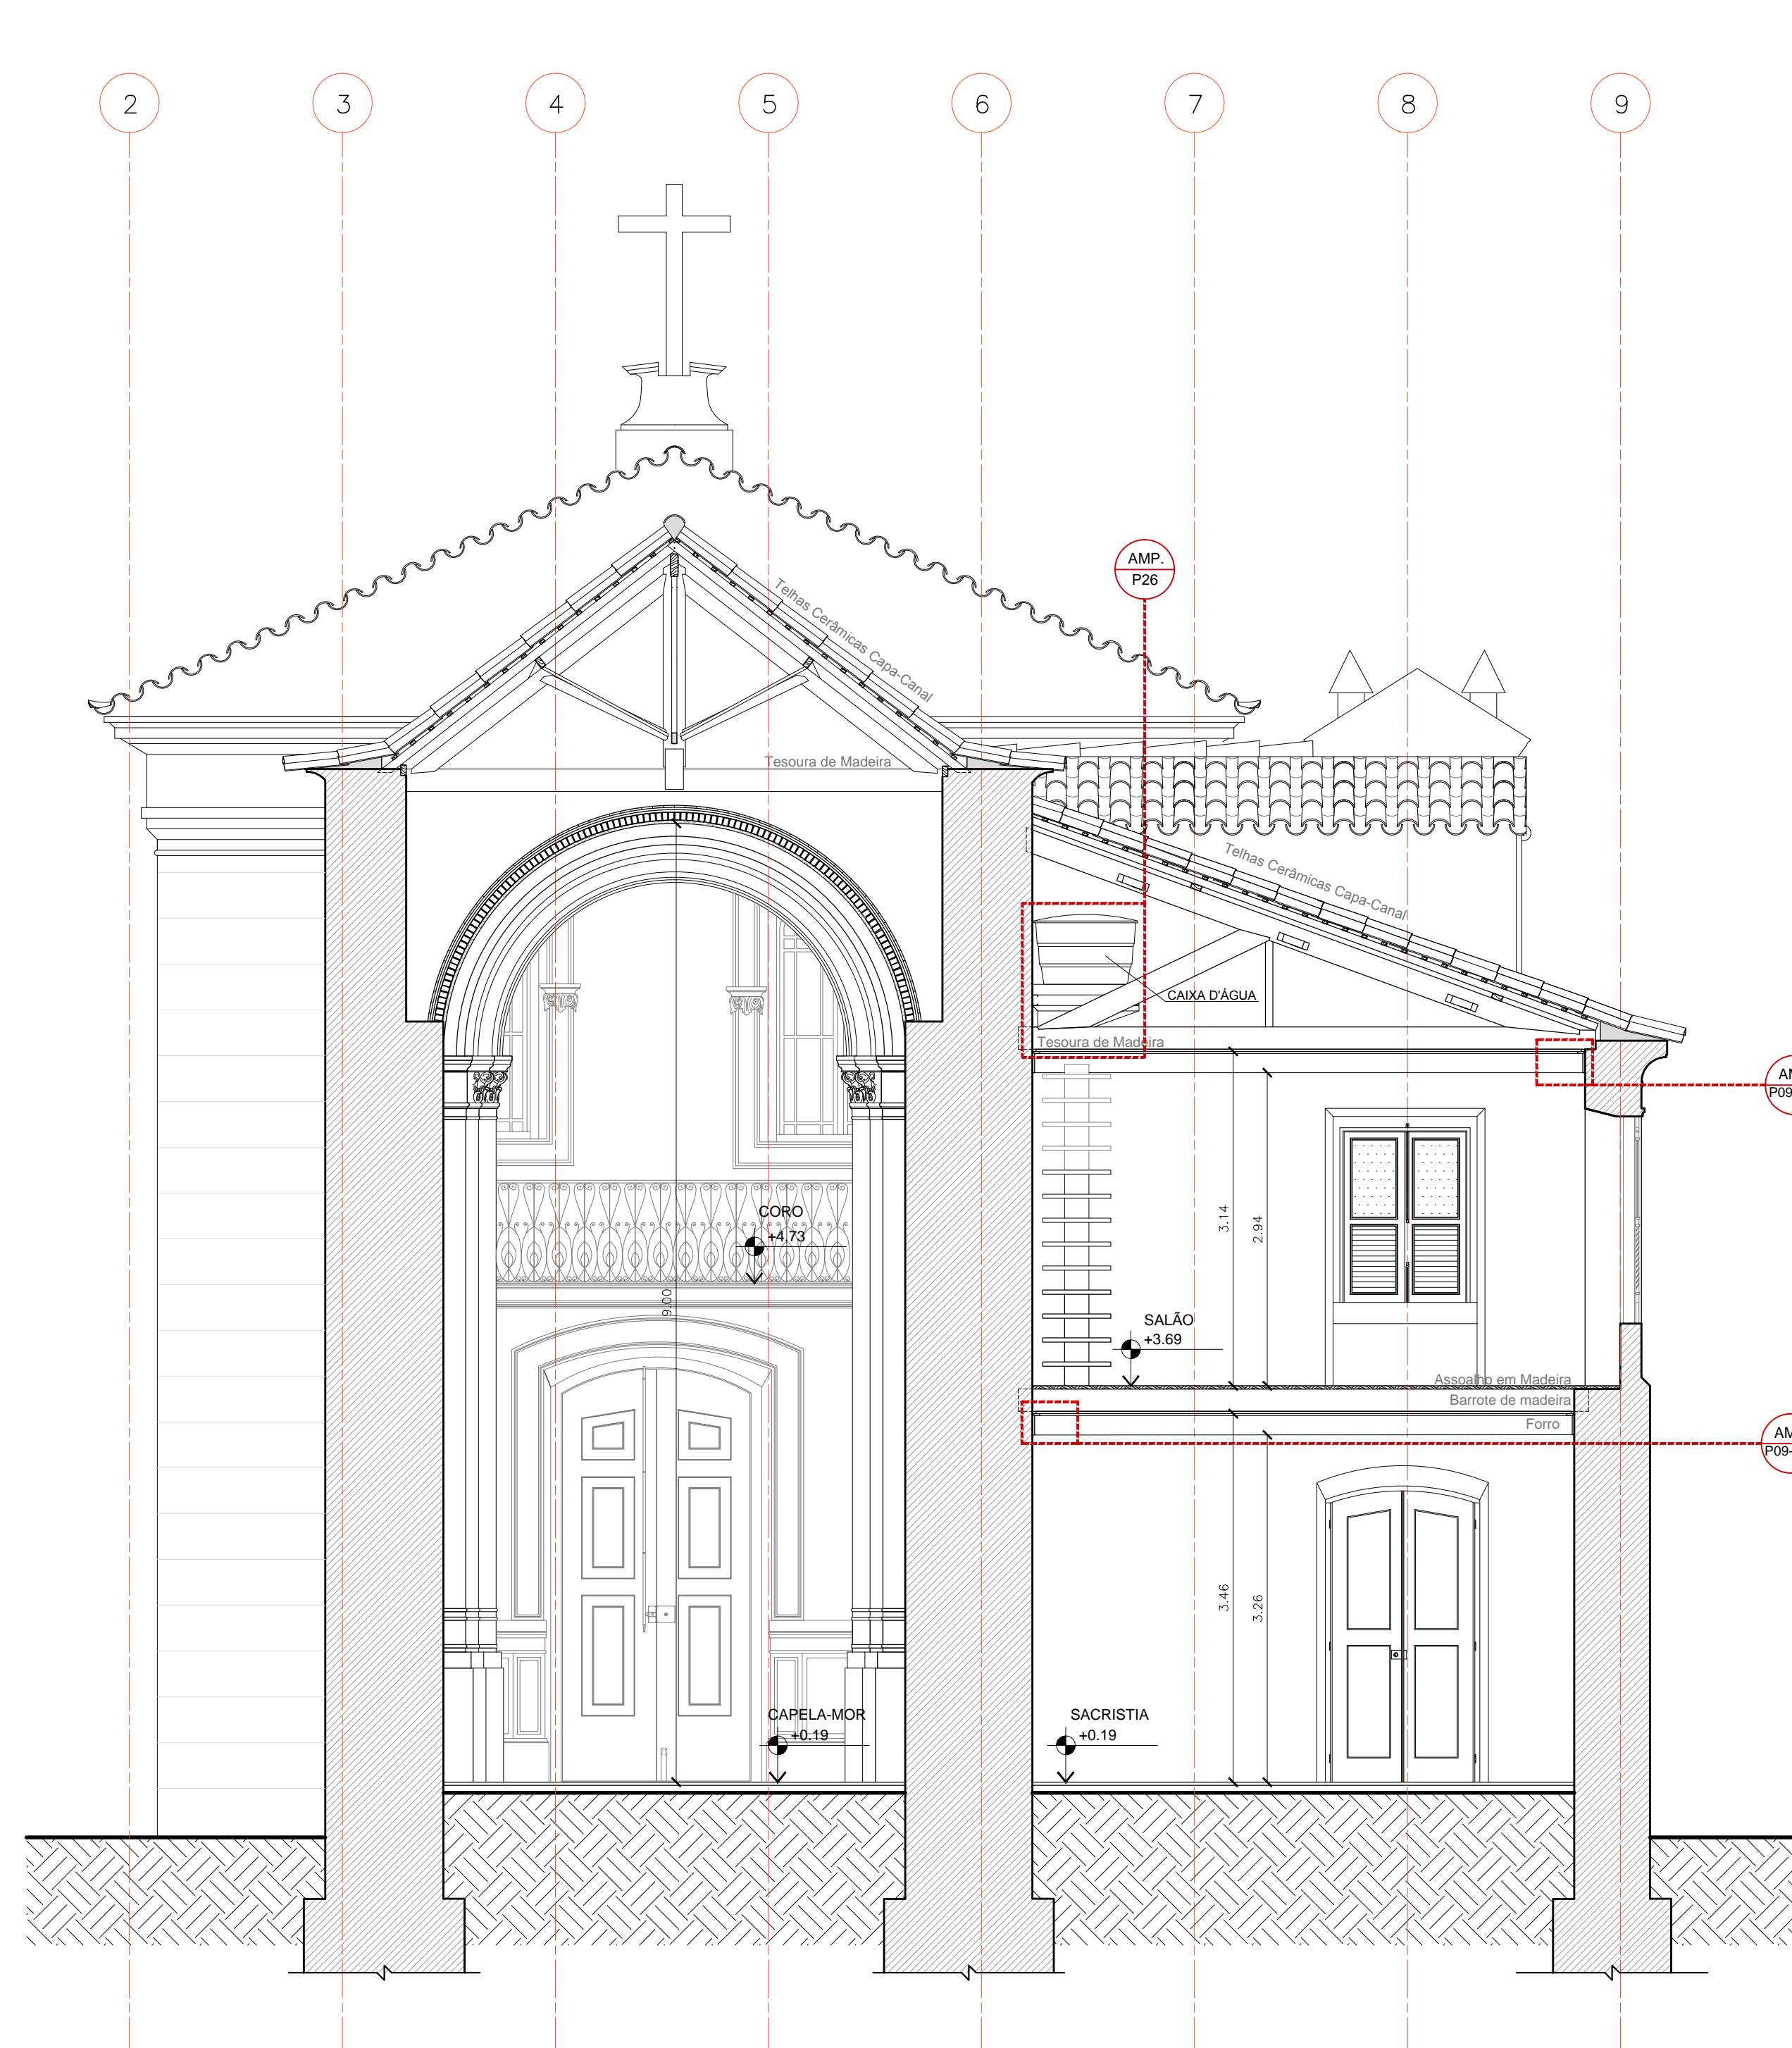 2 3 4 5 6 7 8 9
AMP.
P26
Telhas Cerâmicas Capa-Canal
Tesoura de Madeira
Telhas Cerâmicas Capa-Canal
CAIXA D'ÁGUA
Tesoura de Madeira
P09
CORO
+4.73
3.14
2.94
9.00
SALÃO
+3.69
Assoalho em Madeira
Barrote de madeira
Forro
P09-
3.46
3.26
CAPELA-MOR
+0.19
SACRISTIA
+0.19